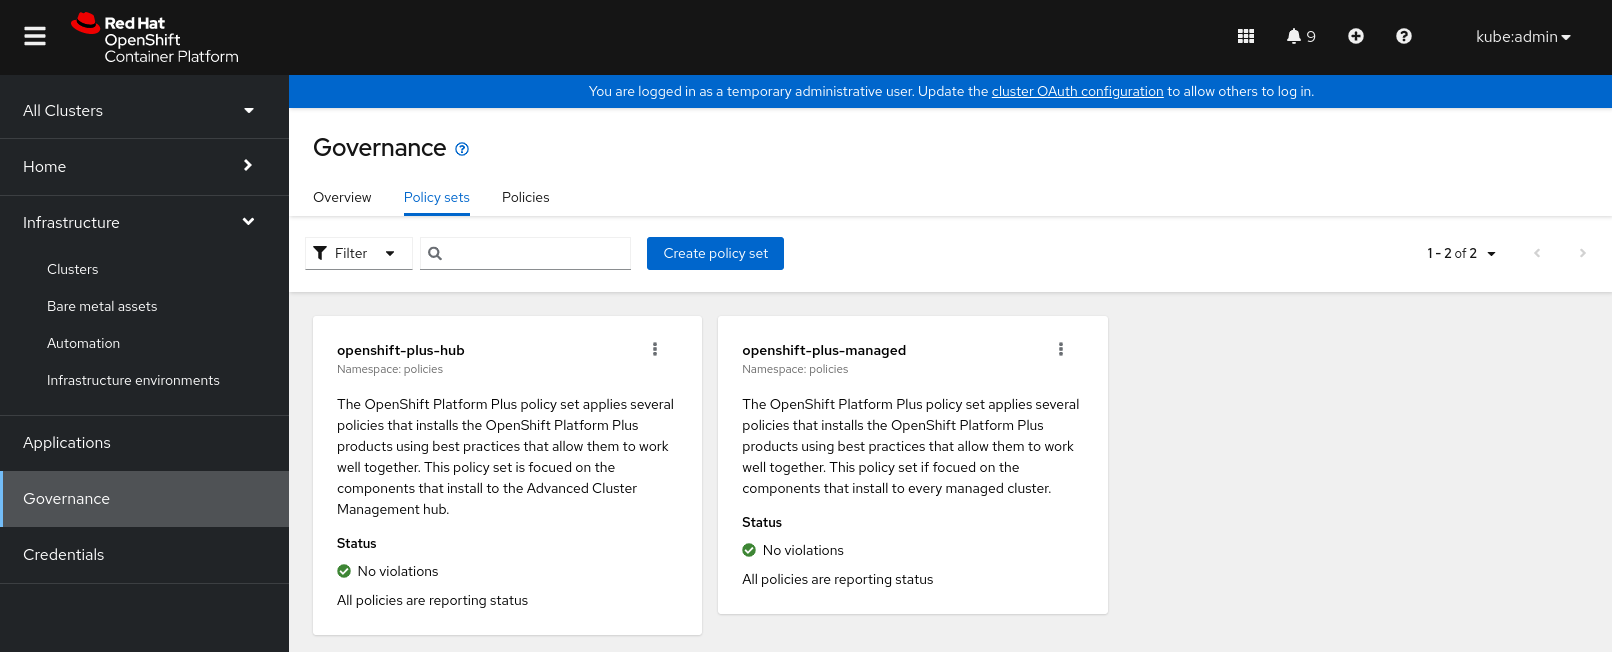 Red Hat
OpenShift
Container Platform
9
kube:admin
You are logged in as a temporary administrative user. Update the cluster OAuth configuration to allow others to log in.
All Clusters
Home
Infrastructure
Clusters
Bare metal assets
Automation
Infrastructure environments
Applications
Governance
Credentials
Governance
Overview Policy sets Policies
Filter Create policy set 1 - 2 of 2
openshift-plus-hub
Namespace: policies
The OpenShift Platform Plus policy set applies several
policies that installs the OpenShift Platform Plus
products using best practices that allow them to work
well together. This policy set is focued on the
components that install to the Advanced Cluster
Management hub.
Status
No violations
All policies are reporting status
openshift-plus-managed
Namespace: policies
The OpenShift Platform Plus policy set applies several
policies that installs the OpenShift Platform Plus
products using best practices that allow them to work
well together. This policy set if focued on the
components that install to every managed cluster.
Status
No violations
All policies are reporting status